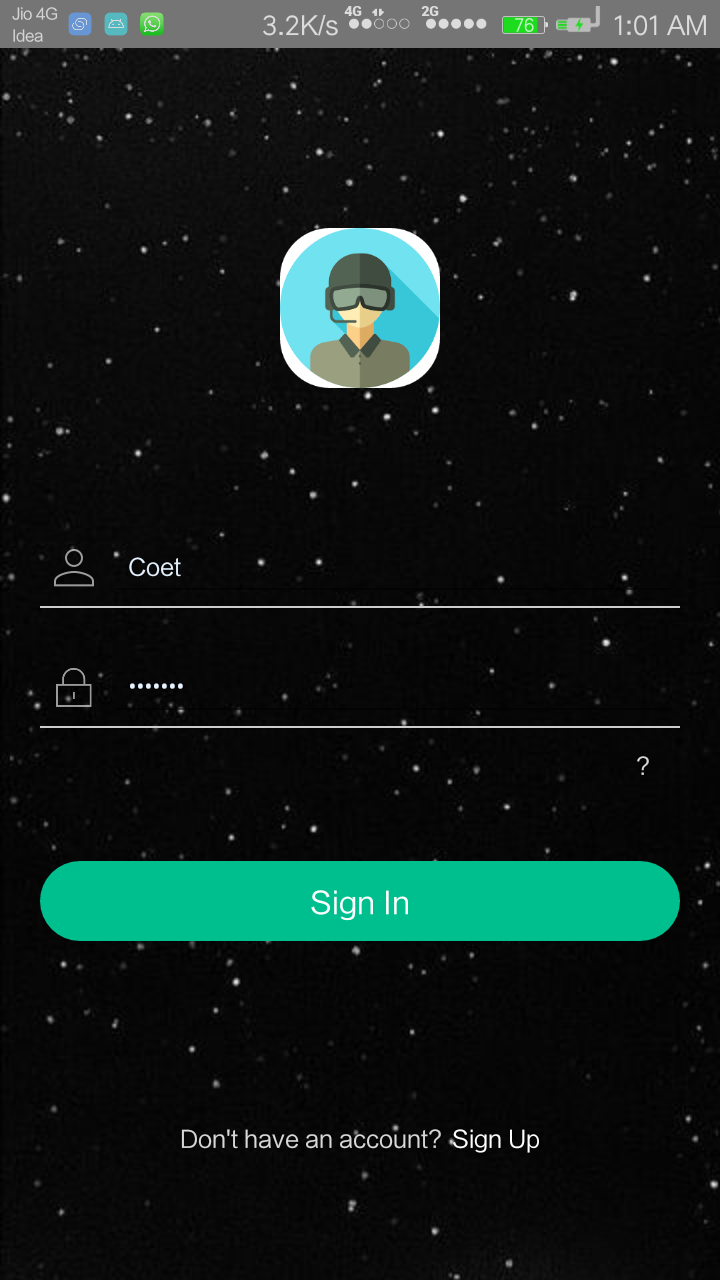 Jio 4G
Idea
3.2K/s 4G 2G 76 1:01 AM
Coet
•••••••
?
Sign In
Don't have an account? Sign Up